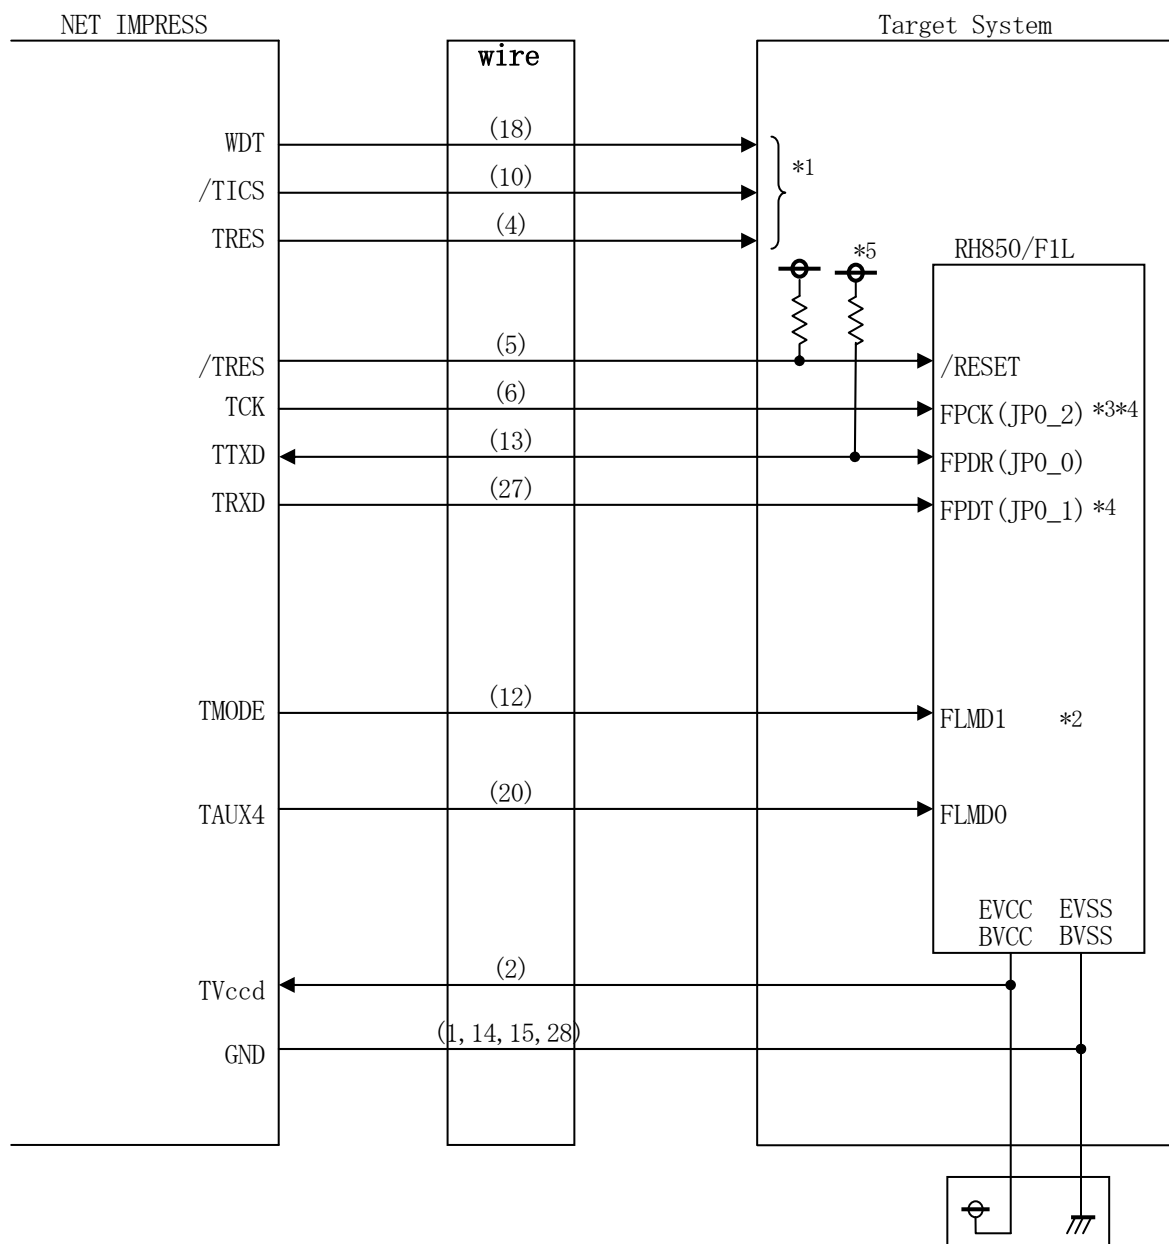 NET IMPRESS
wire
Target System
WDT (18)
*1
/TICS (10)
TRES (4)
*5
RH850/F1L
/TRES (5) /RESET
TCK (6) FPCK(JP0_2) *3*4
TTXD (13) FPDR(JP0_0)
TRXD (27) FPDT(JP0_1) *4
TMODE (12) FLMD1 *2
TAUX4 (20) FLMD0
EVCC EVSS
BVCC BVSS
TVccd (2)
GND (1,14,15,28)